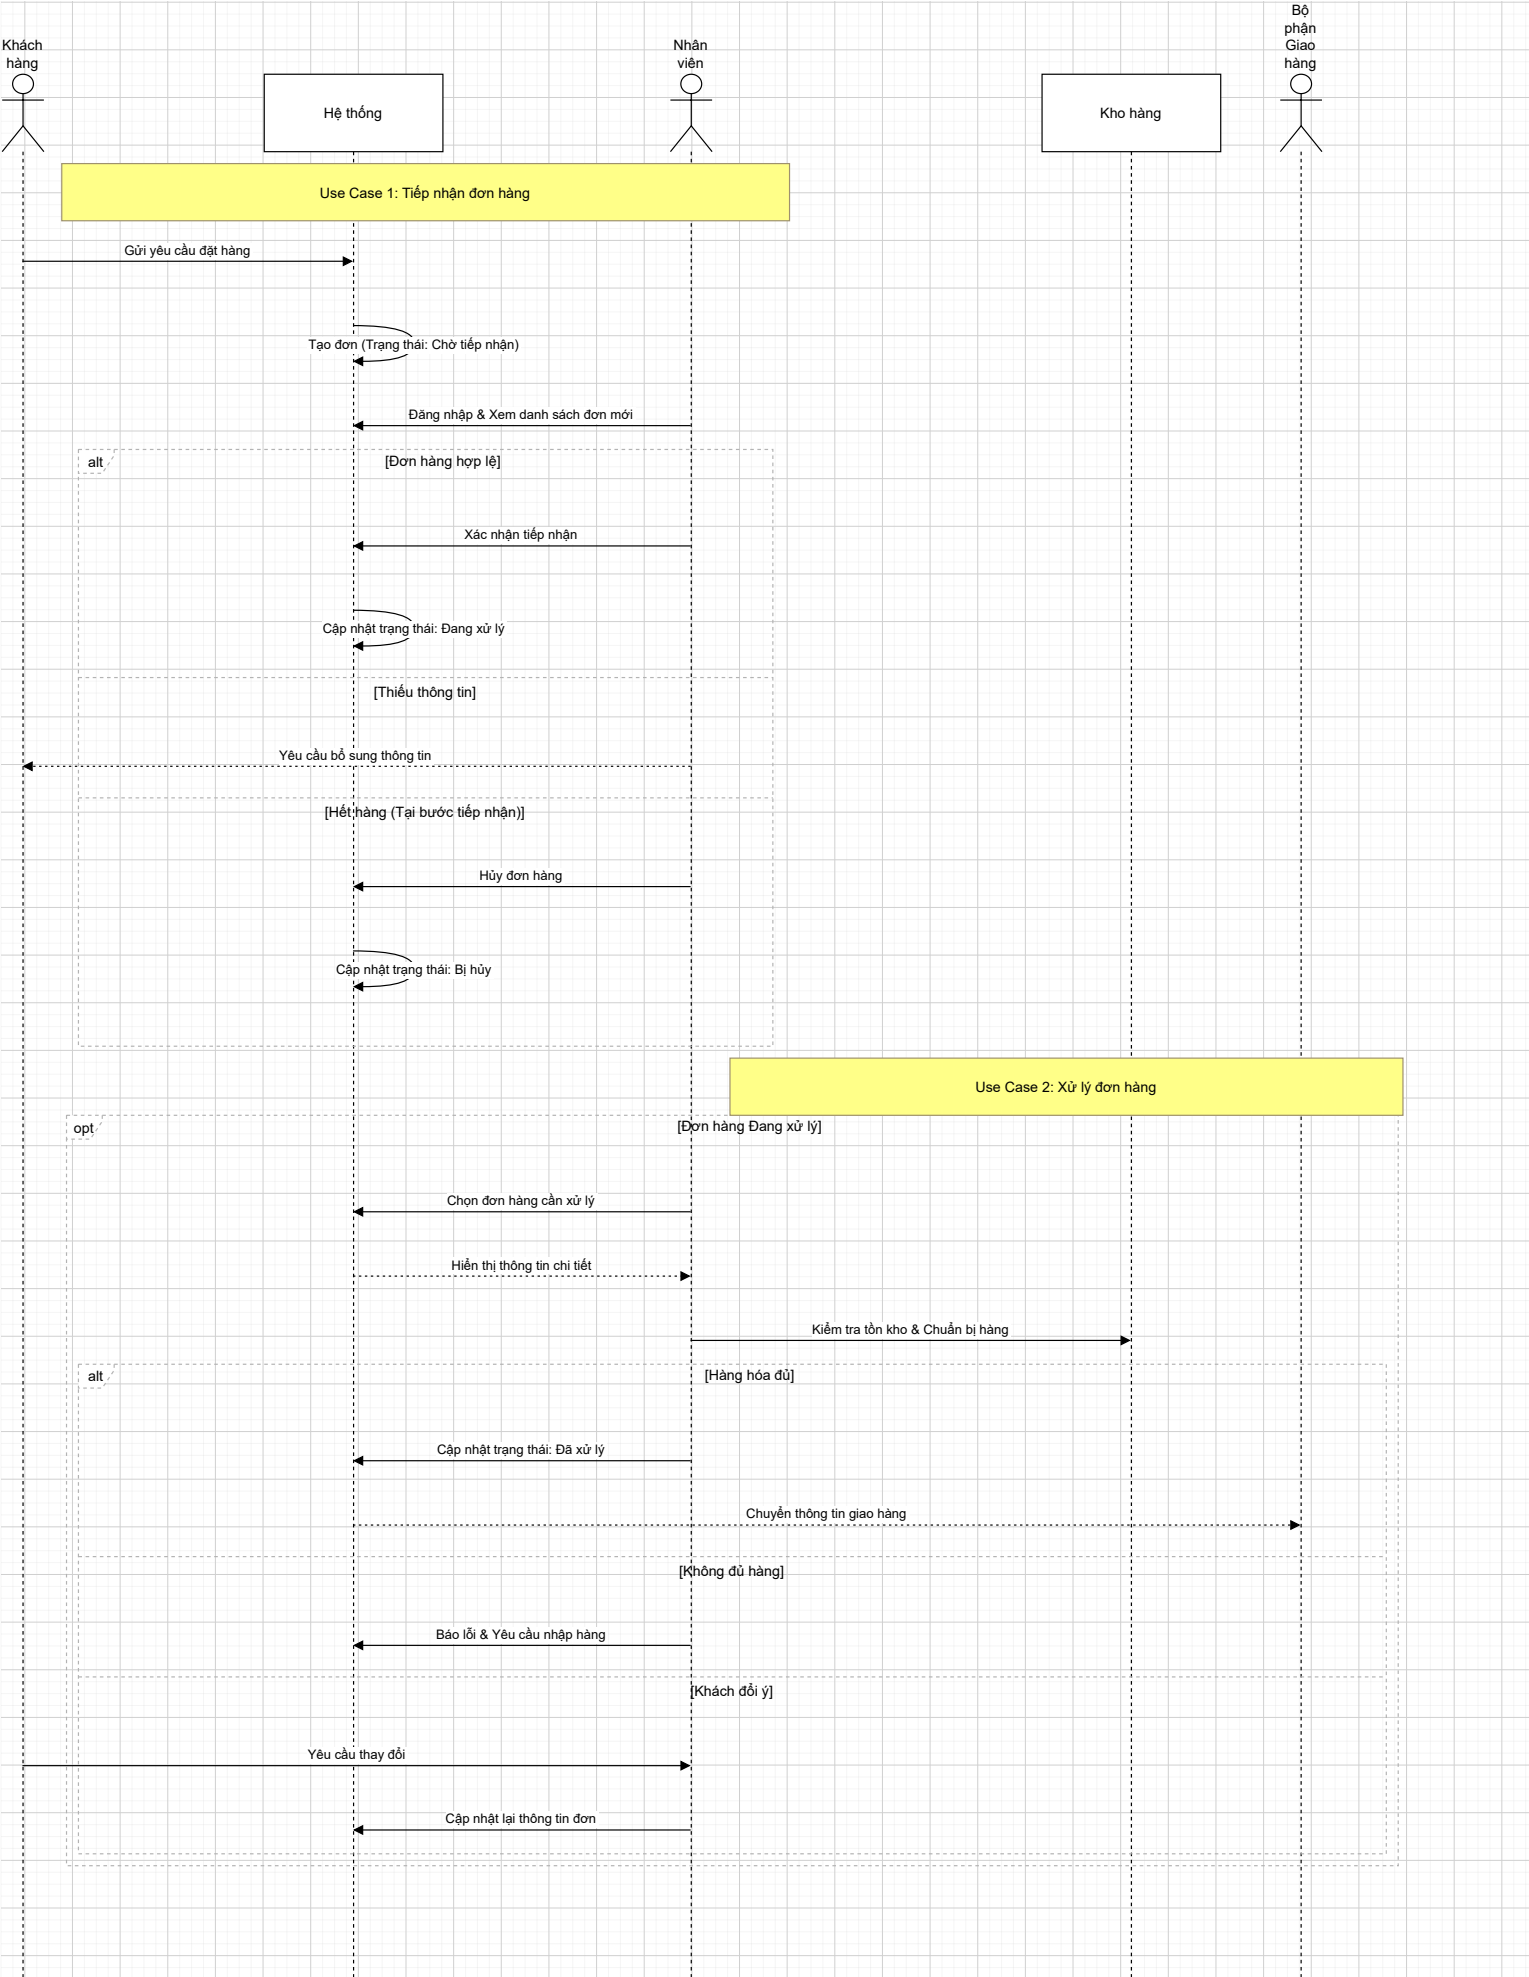 Khách
hàng
Hệ thống
Nhân
viên
Kho hàng
Bộ
phận
Giao
hàng
Use Case 1: Tiếp nhận đơn hàng
Gửi yêu cầu đặt hàng
Tạo đơn (Trạng thái: Chờ tiếp nhận)
Đăng nhập & Xem danh sách đơn mới
alt
[Đơn hàng hợp lệ]
Xác nhận tiếp nhận
Cập nhật trạng thái: Đang xử lý
[Thiếu thông tin]
Yêu cầu bổ sung thông tin
[Hết hàng (Tại bước tiếp nhận)]
Hủy đơn hàng
Cập nhật trạng thái: Bị hủy
Use Case 2: Xử lý đơn hàng
opt
[Đơn hàng Đang xử lý]
Chọn đơn hàng cần xử lý
Hiển thị thông tin chi tiết
Kiểm tra tồn kho & Chuẩn bị hàng
alt
[Hàng hóa đủ]
Cập nhật trạng thái: Đã xử lý
Chuyển thông tin giao hàng
[Không đủ hàng]
Báo lỗi & Yêu cầu nhập hàng
[Khách đổi ý]
Yêu cầu thay đổi
Cập nhật lại thông tin đơn